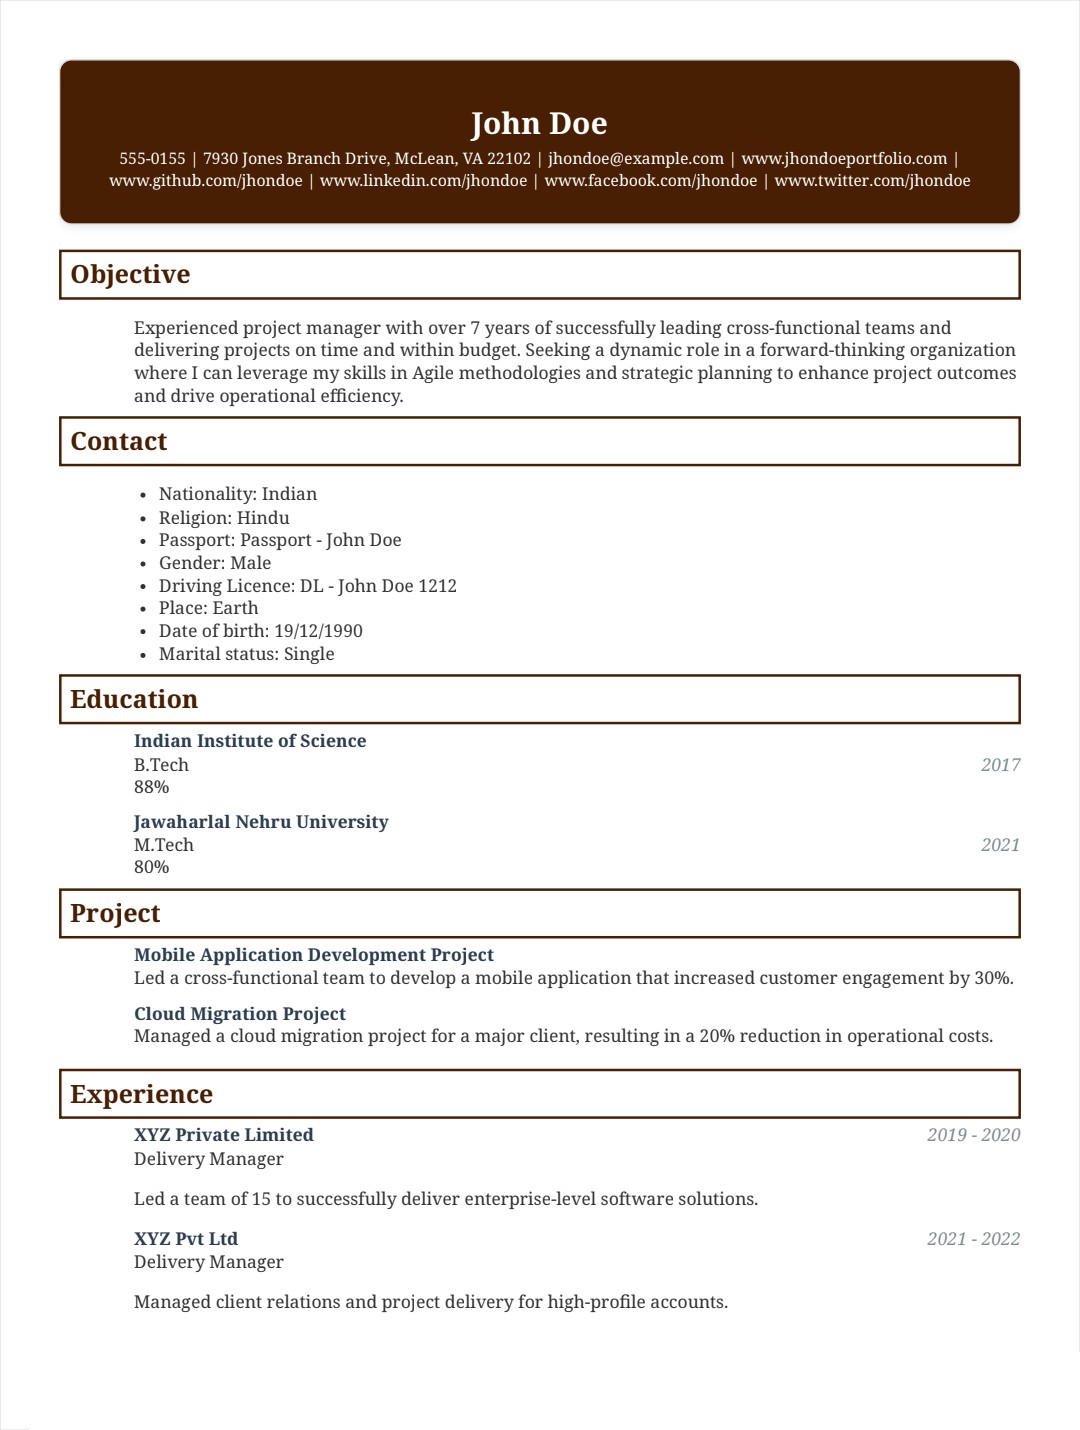 John Doe
555-0155 | 7930 Jones Branch Drive, McLean, VA 22102 | jhondoe@example.com | www.jhondoeportfolio.com |
www.github.com/jhondoe | www.linkedin.com/jhondoe | www.facebook.com/jhondoe | www.twitter.com/jhondoe
Objective
Experienced project manager with over 7 years of successfully leading cross-functional teams and
delivering projects on time and within budget. Seeking a dynamic role in a forward-thinking organization
where I can leverage my skills in Agile methodologies and strategic planning to enhance project outcomes
and drive operational efficiency.
Contact
• Nationality: Indian
• Religion: Hindu
• Passport: Passport - John Doe
• Gender: Male
• Driving Licence: DL - John Doe 1212
• Place: Earth
• Date of birth: 19/12/1990
• Marital status: Single
Education
Indian Institute of Science
B.Tech 2017
88%
Jawaharlal Nehru University
M.Tech 2021
80%
Project
Mobile Application Development Project
Led a cross-functional team to develop a mobile application that increased customer engagement by 30%.
Cloud Migration Project
Managed a cloud migration project for a major client, resulting in a 20% reduction in operational costs.
Experience
XYZ Private Limited 2019 - 2020
Delivery Manager
Led a team of 15 to successfully deliver enterprise-level software solutions.
XYZ Pvt Ltd 2021 - 2022
Delivery Manager
Managed client relations and project delivery for high-profile accounts.